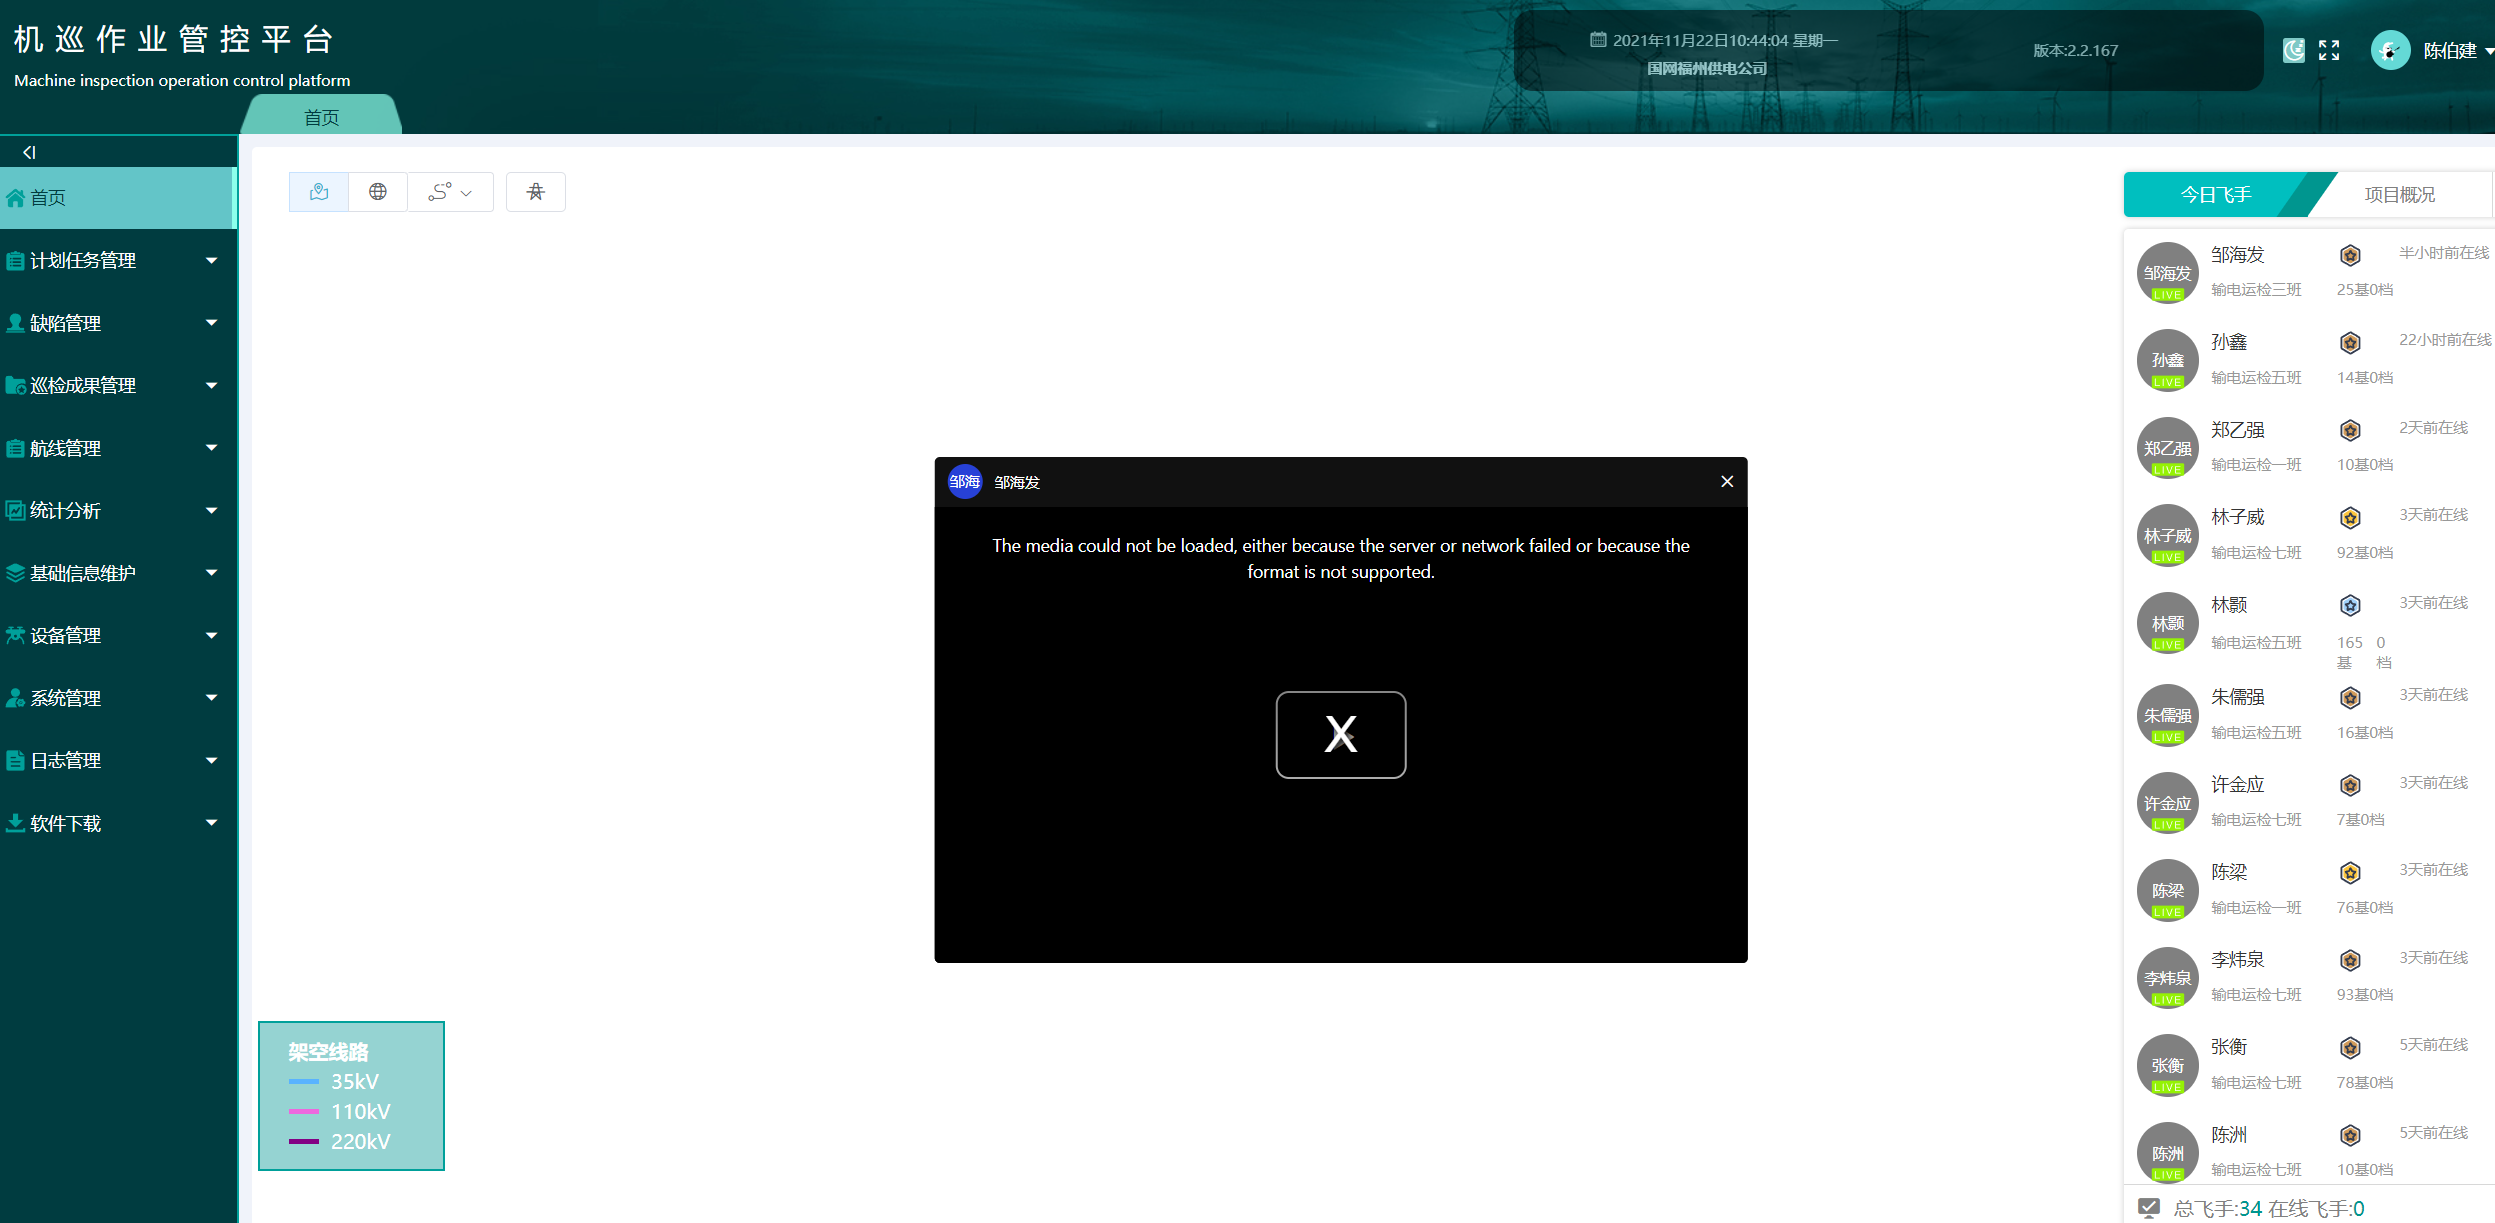 机巡作业管控平台
Machine inspection operation control platform
2021年11月22日10:44:04 星期一
国网福州供电公司
版本:2.2.167
陈伯建
首页
首页
计划任务管理
缺陷管理
巡检成果管理
航线管理
统计分析
基础信息维护
设备管理
系统管理
日志管理
软件下载
邹海
邹海发
The media could not be loaded, either because the server or network failed or because the
format is not supported.
架空线路
35kV
110kV
220kV
今日飞手
项目概况
邹海发
LIVE
邹海发
半小时前在线
输电运检三班
25基0档
孙鑫
LIVE
孙鑫
22小时前在线
输电运检五班
14基0档
郑乙强
LIVE
郑乙强
2天前在线
输电运检一班
10基0档
林子威
LIVE
林子威
3天前在线
输电运检七班
92基0档
林颢
LIVE
林颢
3天前在线
输电运检五班
165 0
基 档
朱儒强
LIVE
朱儒强
3天前在线
输电运检五班
16基0档
许金应
LIVE
许金应
3天前在线
输电运检七班
7基0档
陈梁
LIVE
陈梁
3天前在线
输电运检一班
76基0档
李炜泉
LIVE
李炜泉
3天前在线
输电运检七班
93基0档
张衡
LIVE
张衡
5天前在线
输电运检七班
78基0档
陈洲
LIVE
陈洲
5天前在线
输电运检七班
10基0档
总飞手:34 在线飞手:0